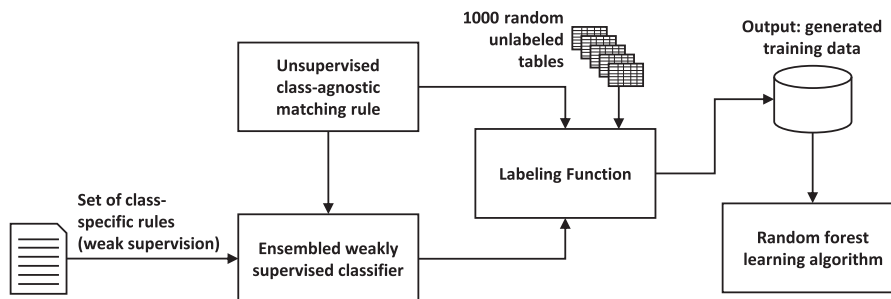 1000 random
unlabeled
tables
Output: generated
training data
Unsupervised
class-agnostic
matching rule
Labeling Function
Set of class-
specific rules
(weak supervision)
Ensembled weakly
supervised classifier
Random forest
learning algorithm